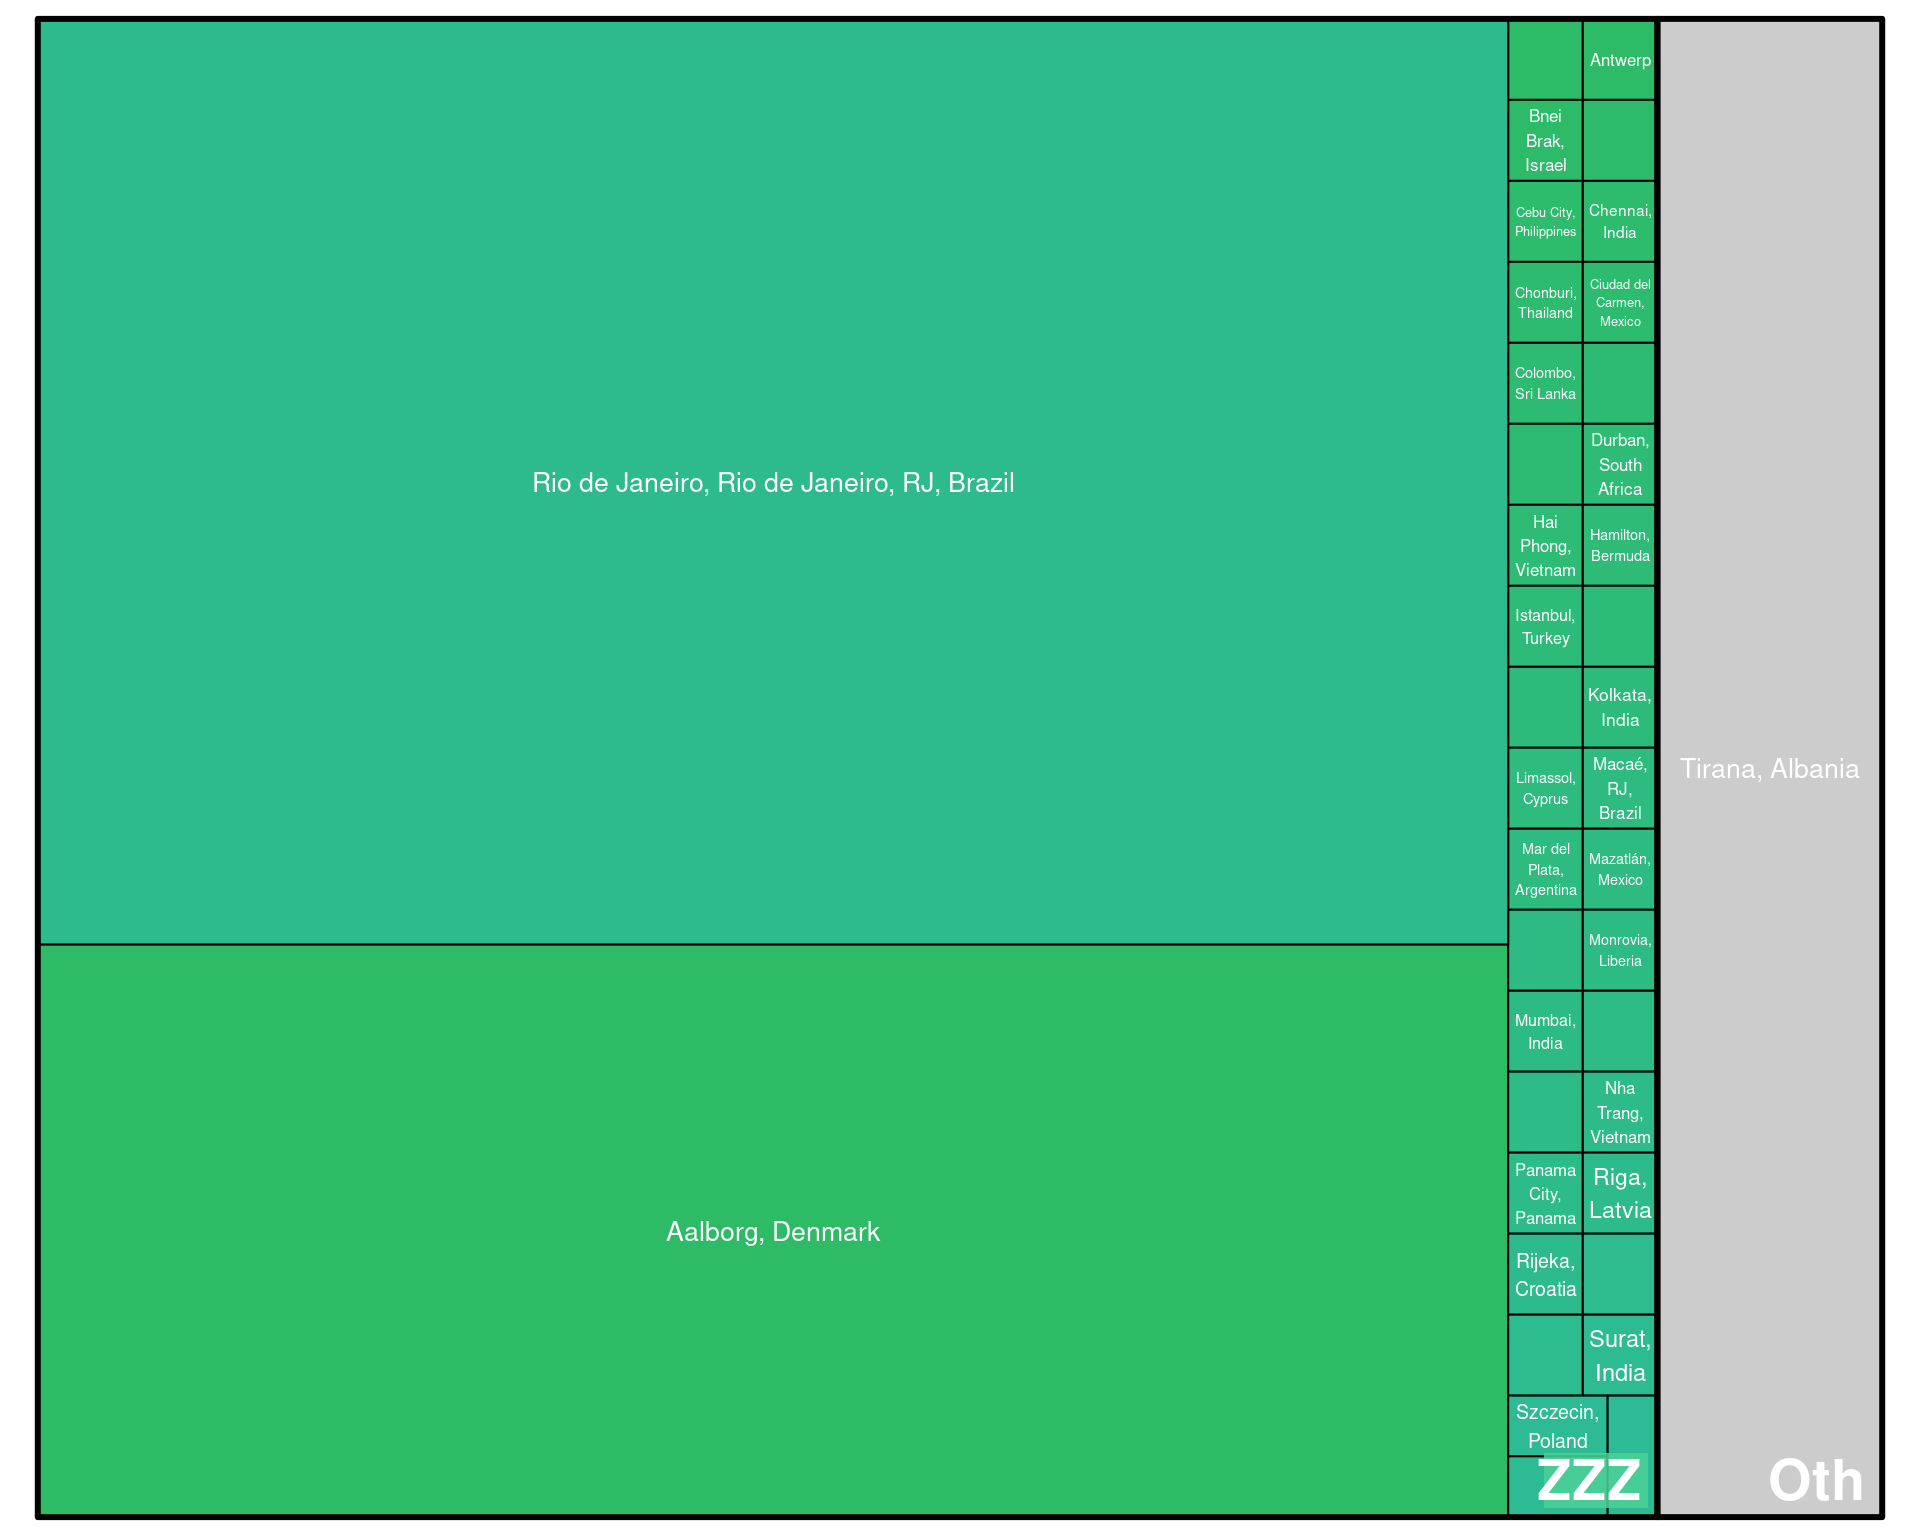 Rio de Janeiro, Rio de Janeiro, RJ, Brazil
Aalborg, Denmark
Antwerp
Bnei
Brak,
Israel
Cebu City,
Philippines
Chennai,
India
Chonburi,
Thailand
Ciudad del
Carmen,
Mexico
Colombo,
Sri Lanka
Durban,
South
Africa
Hai
Phong,
Vietnam
Hamilton,
Bermuda
Istanbul,
Turkey
Kolkata,
India
Limassol,
Cyprus
Macaé,
RJ,
Brazil
Mar del
Plata,
Argentina
Mazatlán,
Mexico
Monrovia,
Liberia
Mumbai,
India
Nha
Trang,
Vietnam
Panama
City,
Panama
Riga,
Latvia
Rijeka,
Croatia
Surat,
India
Szczecin,
Poland
ZZZ
Tirana, Albania
Oth